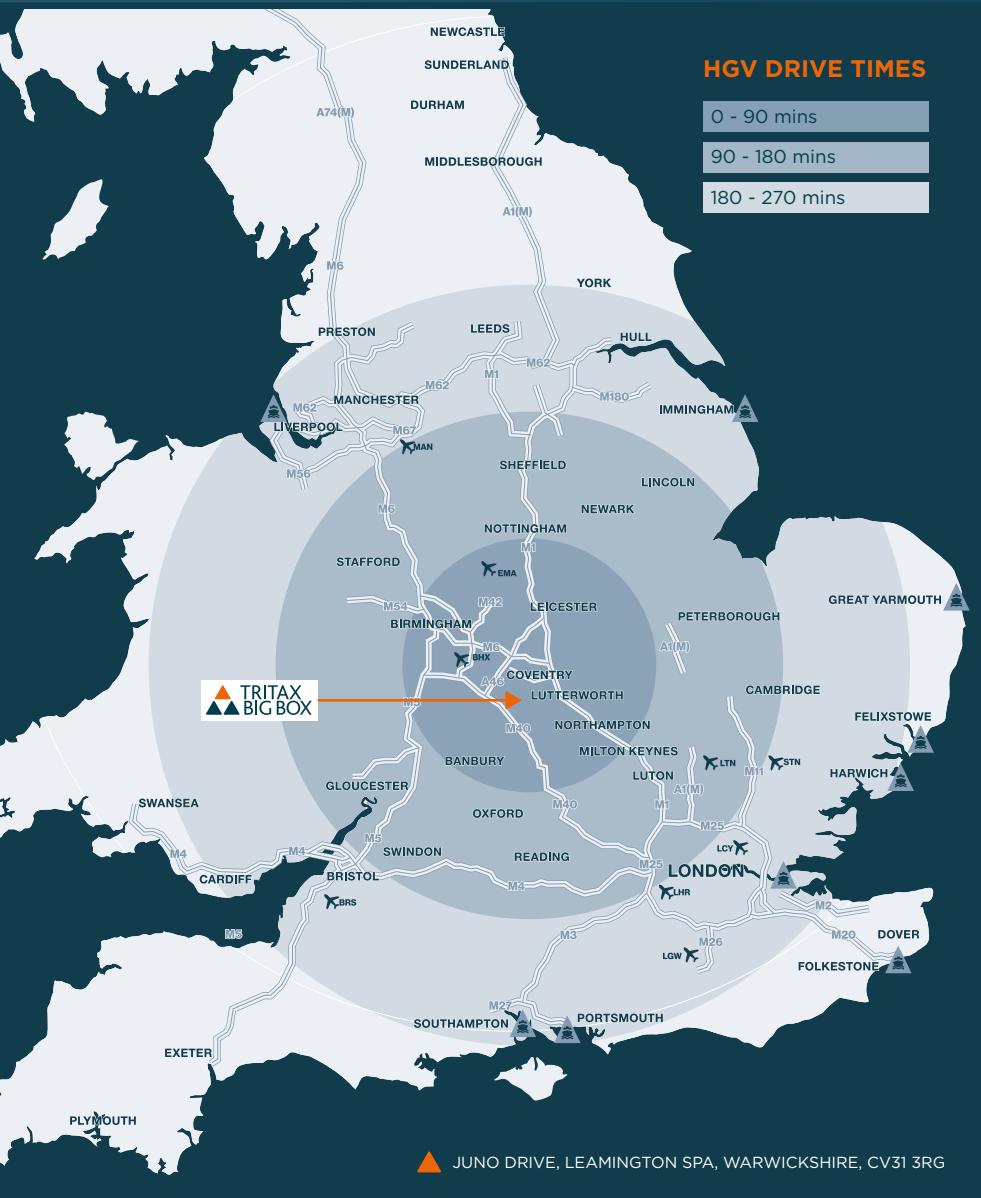 NEWCASTLE
SUNDERLAND
HGV DRIVE TIMES
DURHAM
A74(M)
0 - 90 mins
MIDDLESBOROUGH
90 - 180 mins
180 - 270 mins
A1(M)
M6
YORK
PRESTON
LEEDS
HULL
M62
M1
M62
M180
MANCHESTER
M62
IMMINGHAM
LIVERPOOL
M67
MAN
SHEFFIELD
M56
LINCOLN
M6
NEWARK
NOTTINGHAM
M1
STAFFORD
EMA
M54
M42
LEICESTER
GREAT YARMOUTH
BIRMINGHAM
PETERBOROUGH
M6
A1(M)
BHX
COVENTRY
A46
LUTTERWORTH
CAMBRIDGE
TRITAX
BIG BOX
M5
FELIXSTOWE
M40
NORTHAMPTON
MILTON KEYNES
BANBURY
LTN
STN
M11
HARWICH
LUTON
GLOUCESTER
A1(M)
SWANSEA
M40
M1
OXFORD
M25
M5
M4
M4
SWINDON
READING
LCY
M25
LONDON
CARDIFF
BRISTOL
M4
LHR
BRS
M2
M5
M3
M26
M20
DOVER
LGW
FOLKESTONE
M27
SOUTHAMPTON
PORTSMOUTH
EXETER
PLYMOUTH
JUNO DRIVE, LEAMINGTON SPA, WARWICKSHIRE, CV31 3RG